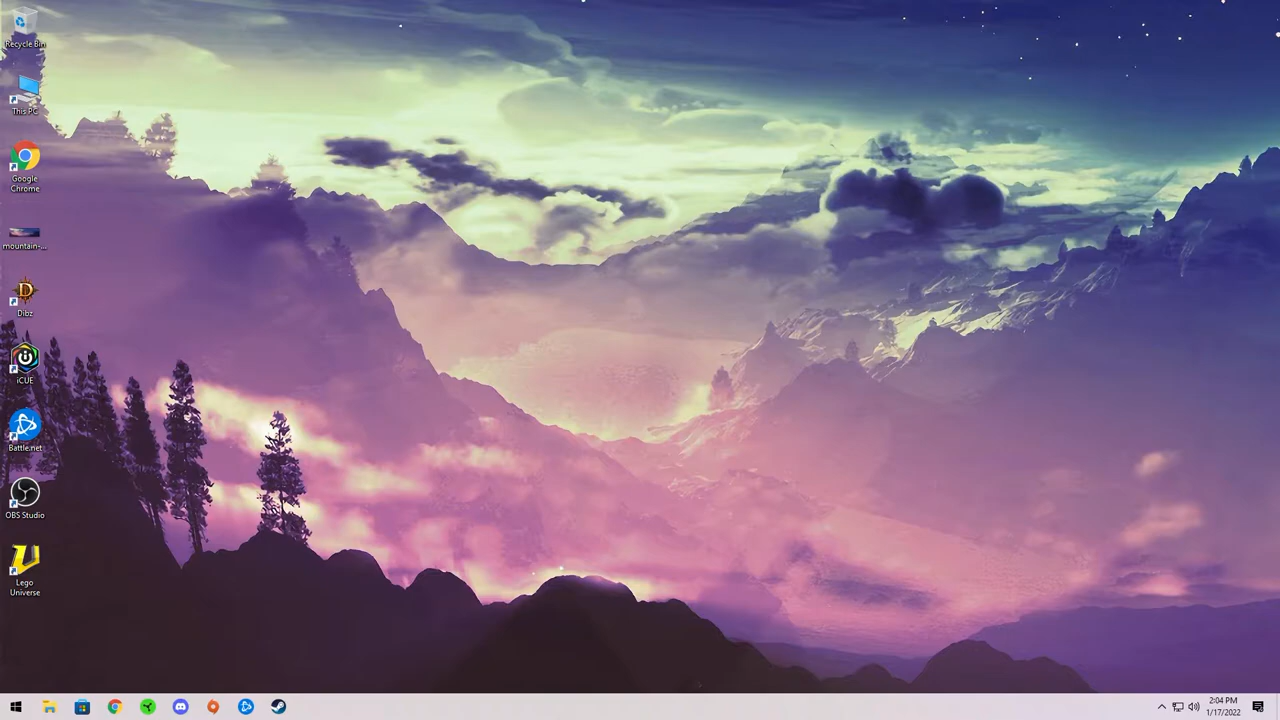 Recycle Bin
This PC
Google
Chrome
mountain-...
Dibz
iCUE
Battle.net
OBS Studio
Lego
Universe
2:04 PM
1/17/2022